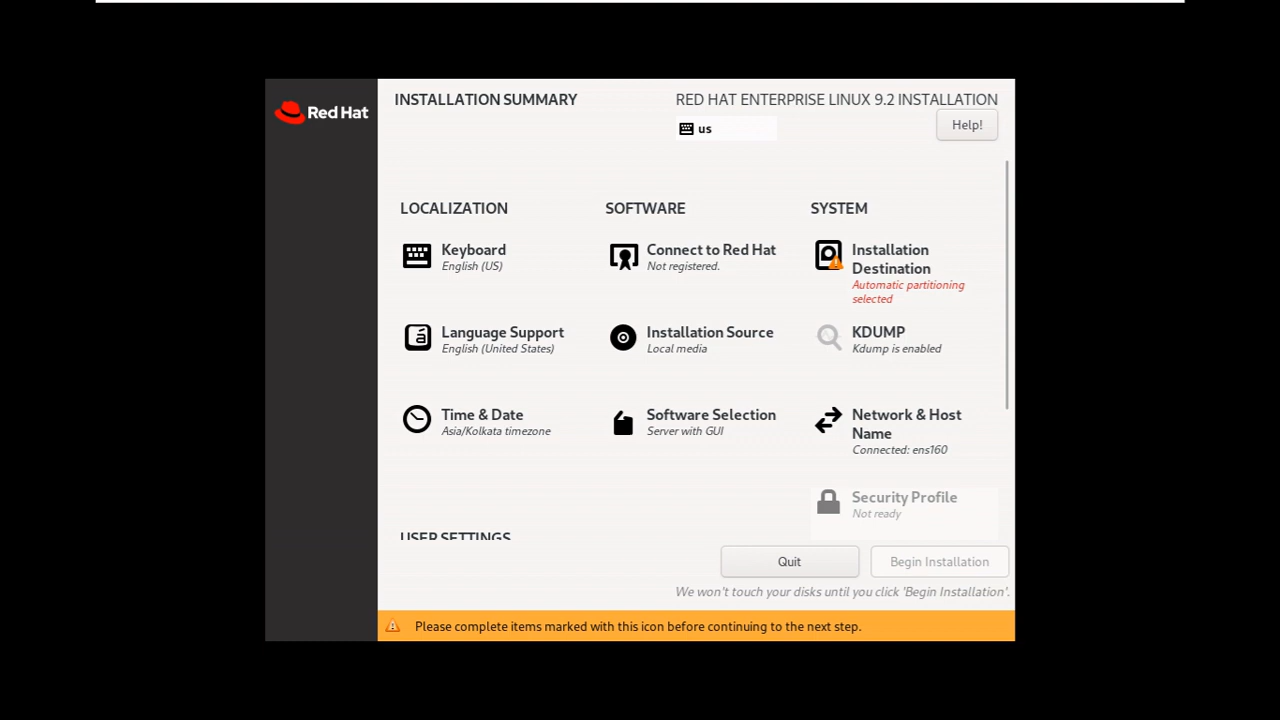 Red Hat
INSTALLATION SUMMARY
RED HAT ENTERPRISE LINUX 9.2 INSTALLATION
us
Help!
LOCALIZATION
Keyboard
English (US)
Language Support
English (United States)
Time & Date
Asia/Kolkata timezone
SOFTWARE
Connect to Red Hat
Not registered.
Installation Source
Local media
Software Selection
Server with GUI
SYSTEM
Installation
Destination
Automatic partitioning
selected
KDUMP
Kdump is enabled
Network & Host
Name
Connected: ens160
Security Profile
Not ready
USER SETTINGS
Quit
Begin Installation
We won't touch your disks until you click 'Begin Installation'.
Please complete items marked with this icon before continuing to the next step.